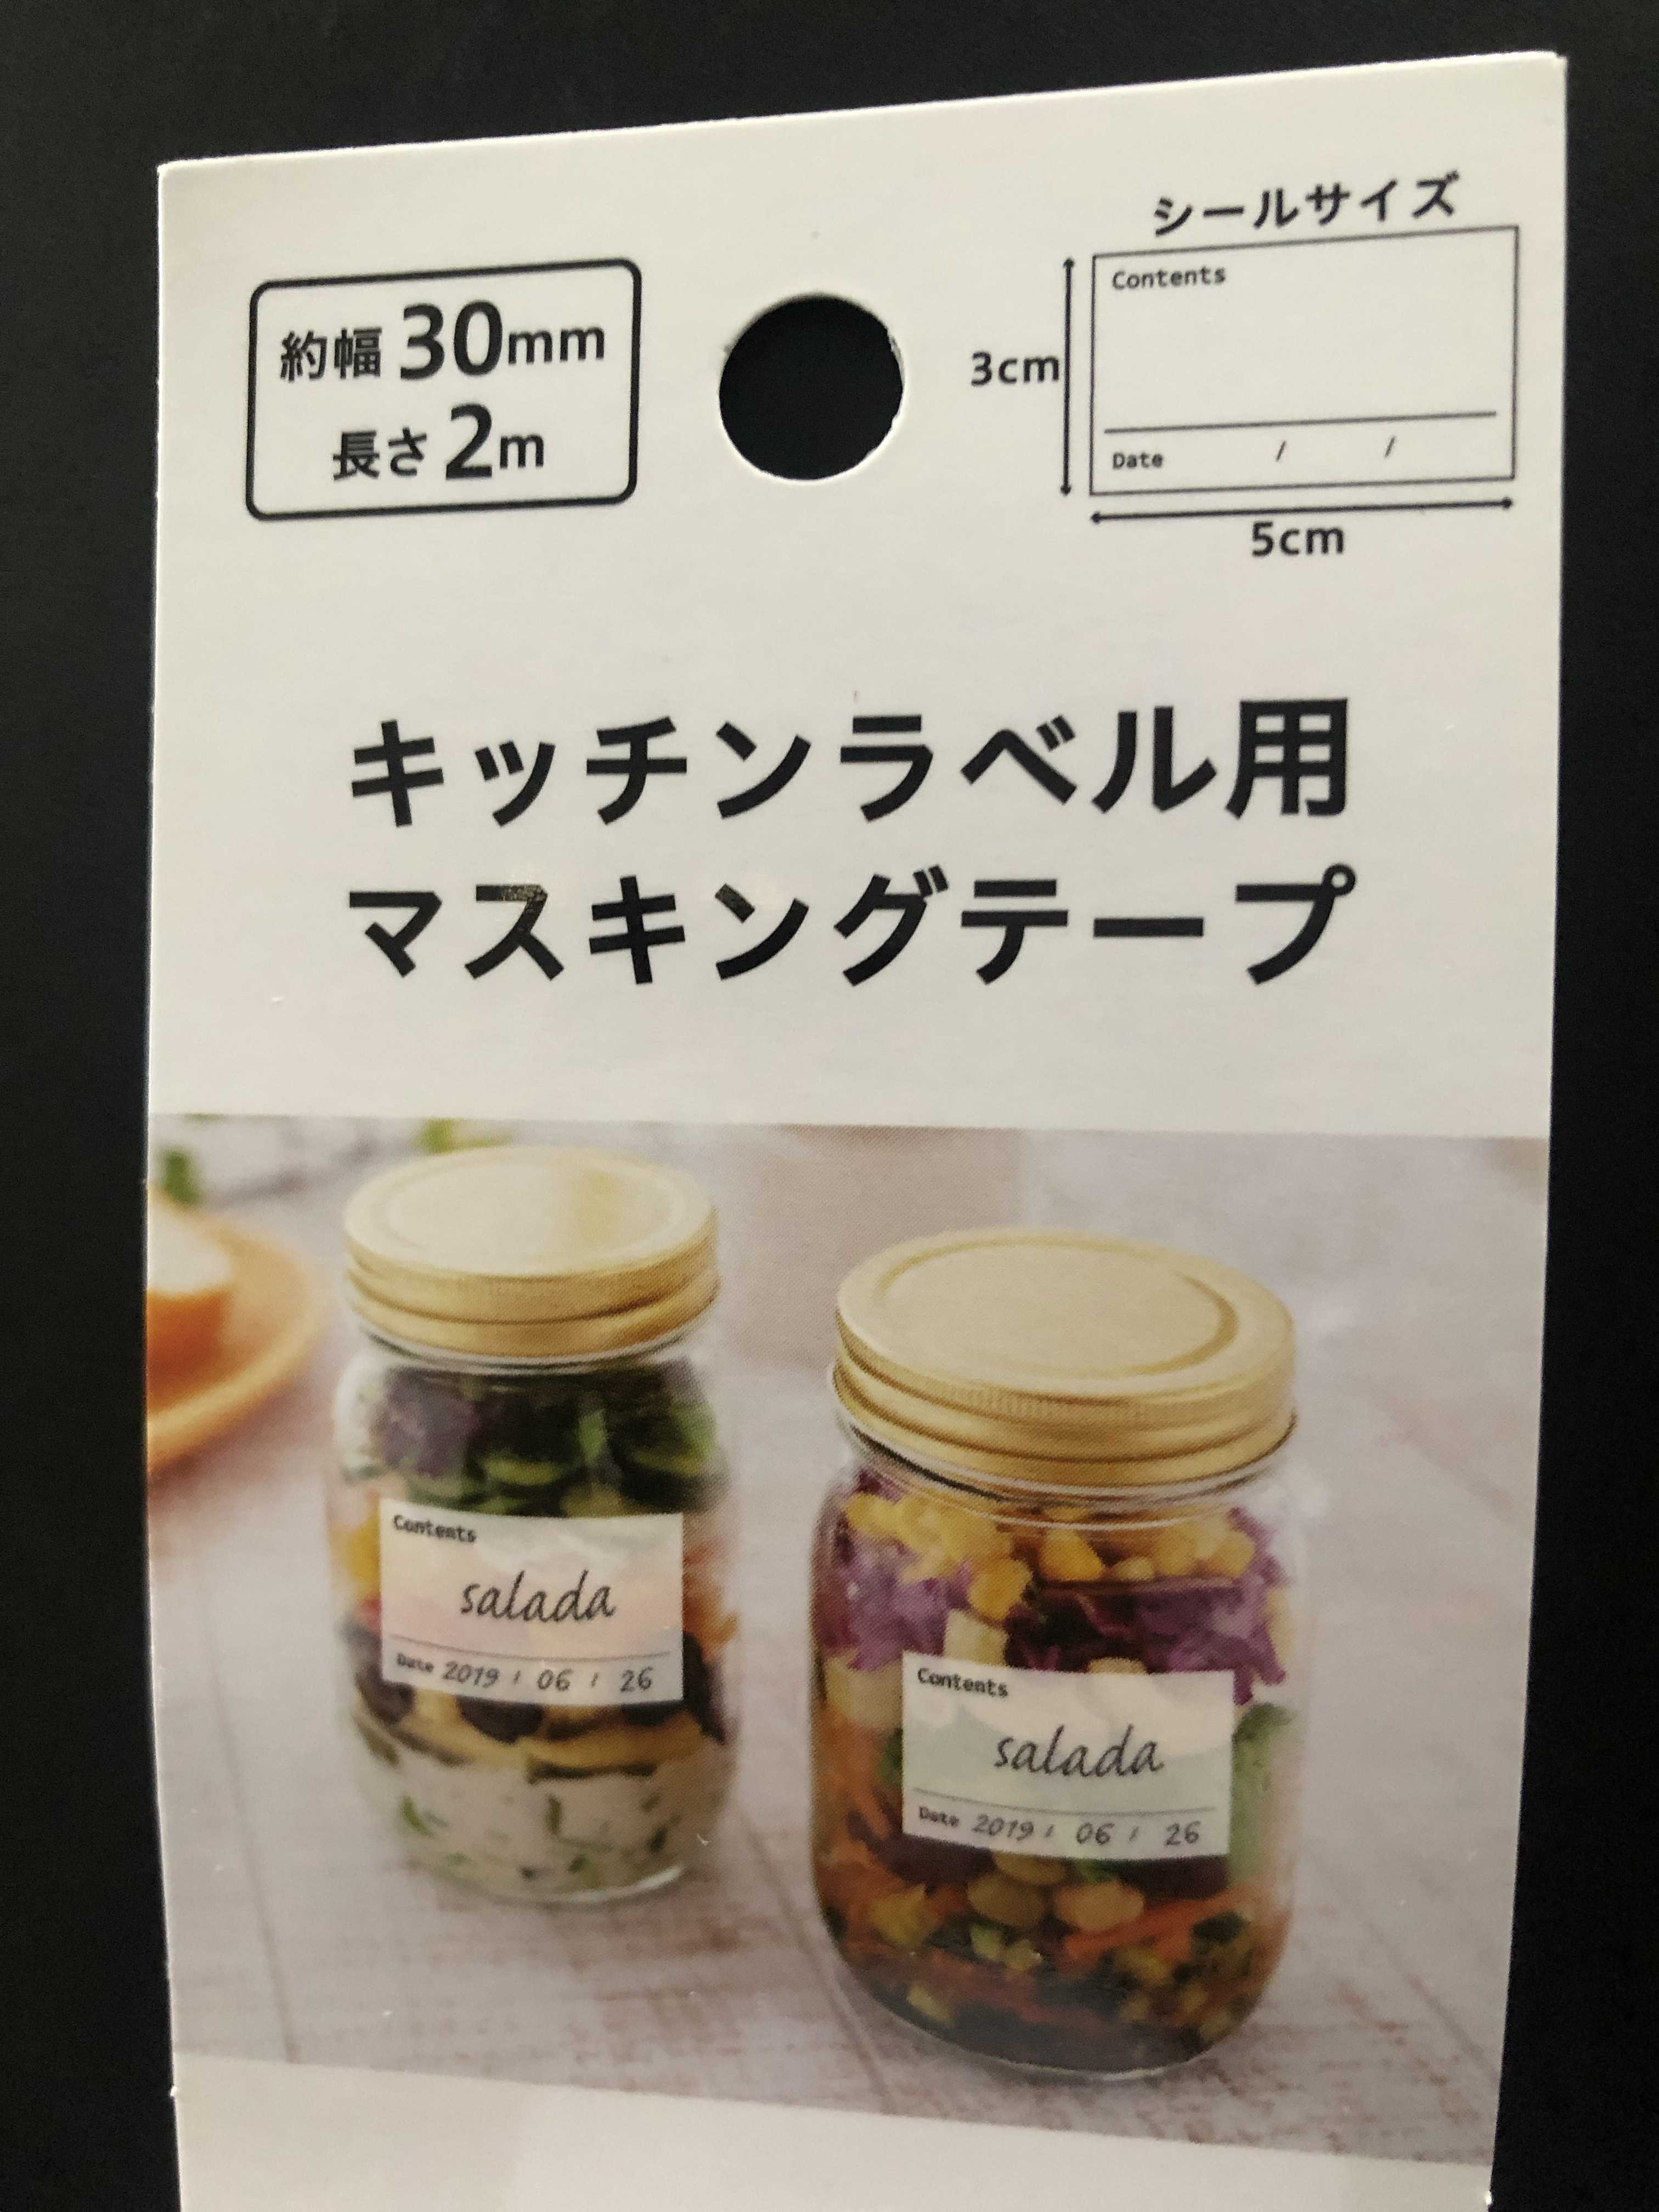 約幅30mm
長さ2m
シールサイズ
Contents
3cm
Date / /
5cm
キッチンラベル用
マスキングテープ
Contents
salada
Date 2019 / 06 / 26
Contents
salada
Date 2019 / 06 / 26